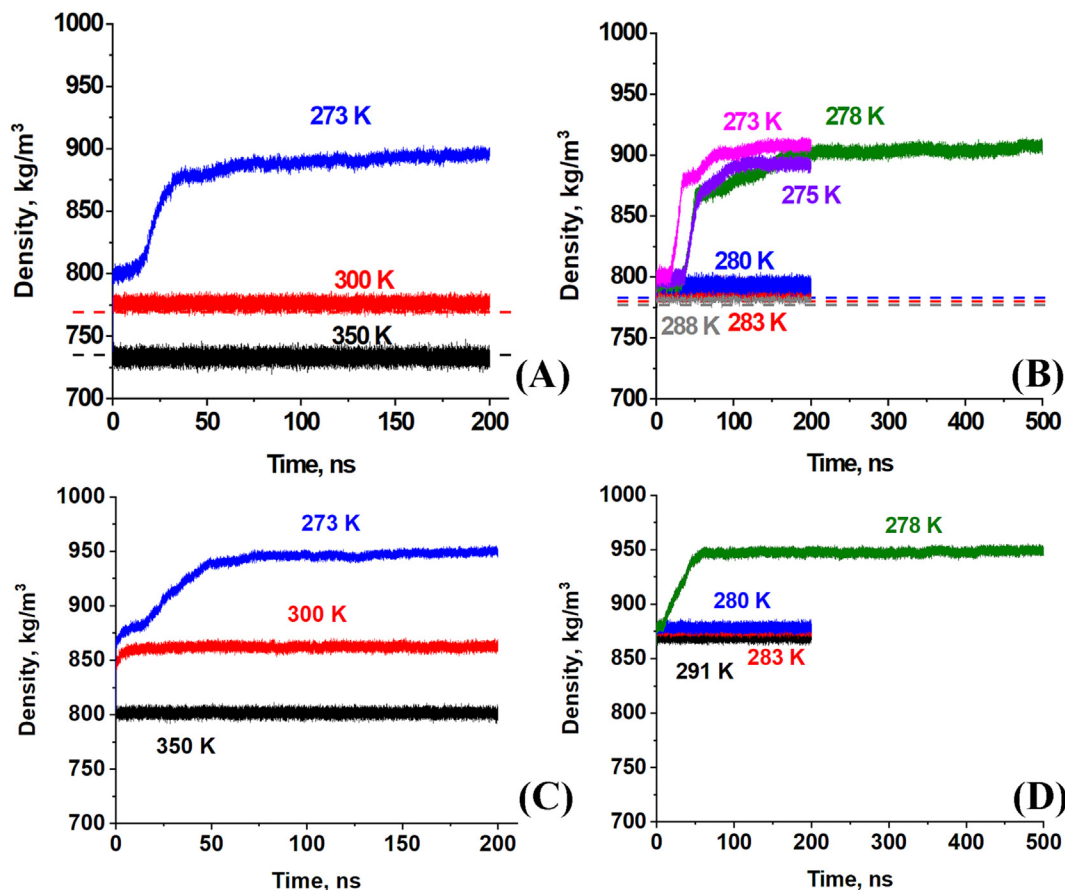 1000
950
900
850
800
750
700
Density, kg/m³
273 K
300 K
350 K
0
50
100
150
200
Time, ns
(A)
1000
950
900
850
800
750
700
Density, kg/m³
273 K
278 K
275 K
280 K
288 K
283 K
0
100
200
300
400
500
Time, ns
(B)
1000
950
900
850
800
750
700
Density, kg/m³
273 K
300 K
350 K
0
50
100
150
200
Time, ns
(C)
1000
950
900
850
800
750
700
Density, kg/m³
278 K
280 K
283 K
291 K
0
100
200
300
400
500
Time, ns
(D)